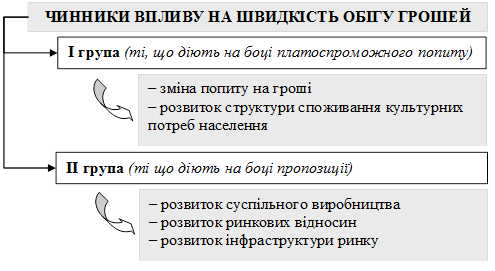 ЧИННИКИ ВПЛИВУ НА ШВИДКІСТЬ ОБІГУ ГРОШЕЙ
І група (ті, що діють на боці платоспроможного попиту)
– зміна попиту на гроші
– розвиток структури споживання культурних
потреб населення
ІІ група (ті що діють на боці пропозиції)
– розвиток суспільного виробництва
– розвиток ринкових відносин
– розвиток інфраструктури ринку